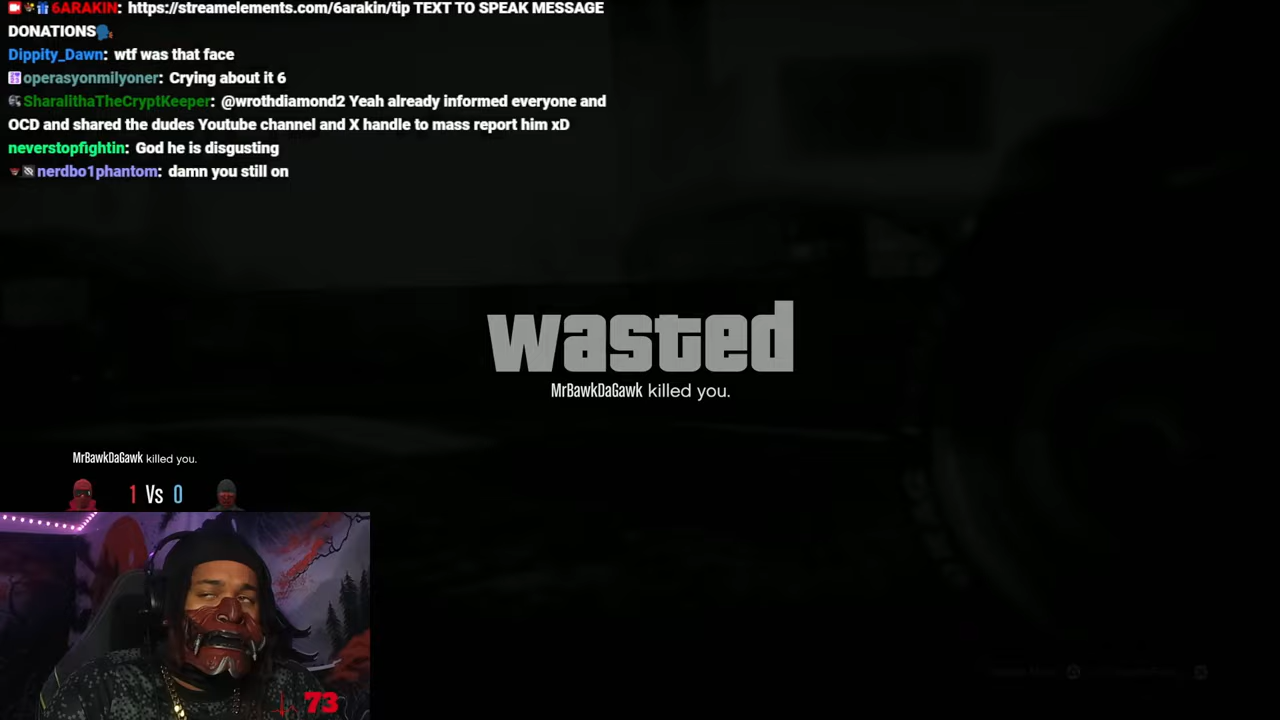 6ARAKIN: https://streamelements.com/6arakin/tip TEXT TO SPEAK MESSAGE
DONATIONS
Dippity_Dawn: wtf was that face
operasyonmilyoner: Crying about it 6
SharalithaTheCryptKeeper: @wrothdiamond2 Yeah already informed everyone and
OCD and shared the dudes Youtube channel and X handle to mass report him xD
neverstopfightin: God he is disgusting
nerdbo1phantom: damn you still on
wasted
MrBawkDaGawk killed you.
MrBawkDaGawk killed you.
1 Vs 0
73